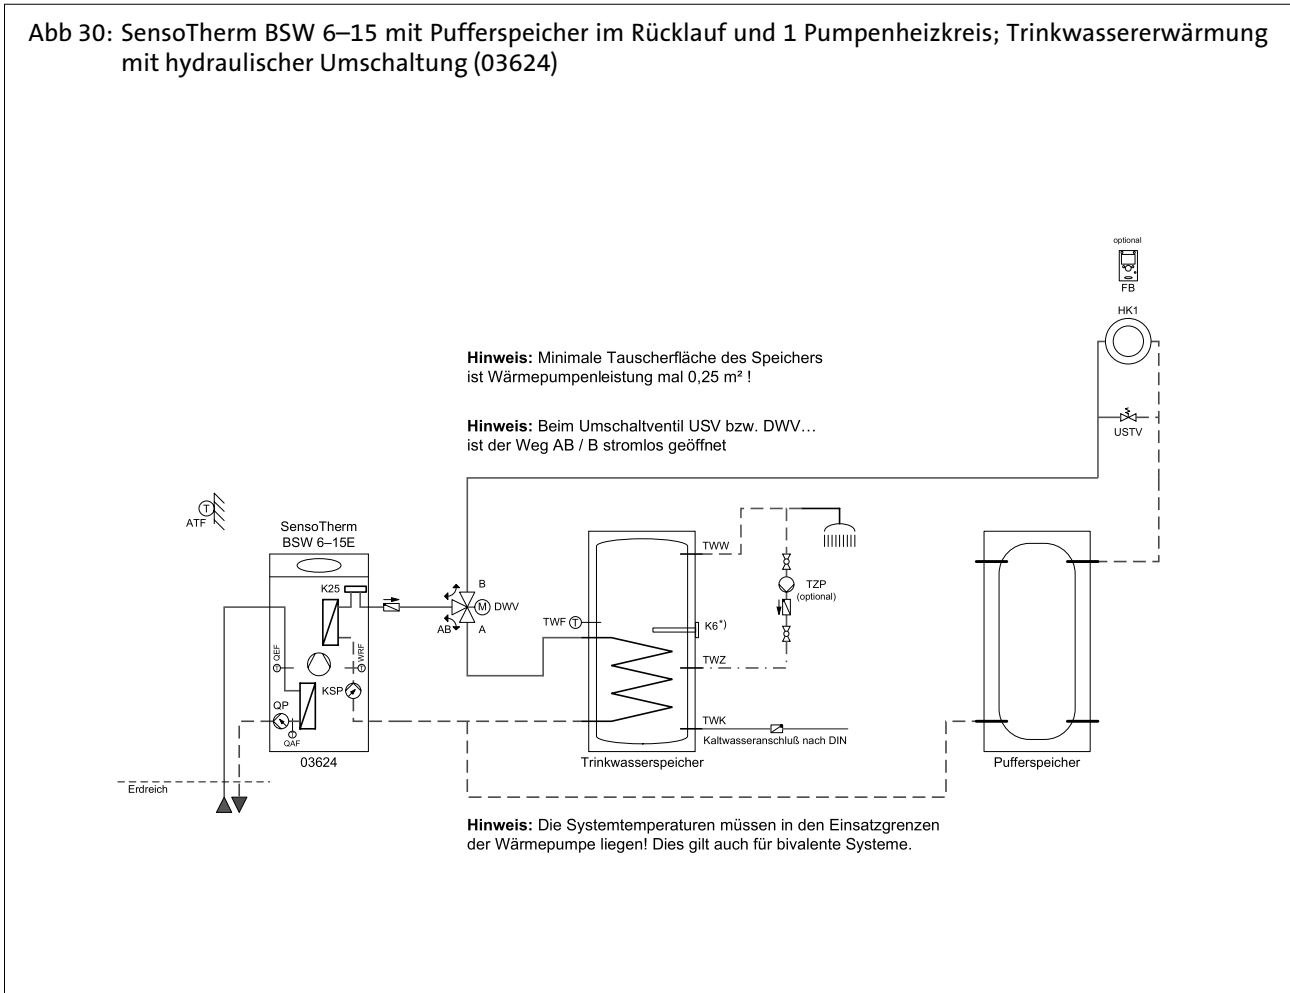 Abb 30: SensoTherm BSW 6–15 mit Pufferspeicher im Rücklauf und 1 Pumpenheizkreis; Trinkwassererwärmung
mit hydraulischer Umschaltung (03624)
optional
FB
HK1
Hinweis: Minimale Tauscherfläche des Speichers
ist Wärmepumpenleistung mal 0,25 m² !
Hinweis: Beim Umschaltventil USV bzw. DWV…
ist der Weg AB / B stromlos geöffnet
USTV
T
ATF
SensoTherm
BSW 6–15E
K25
B
M DWV
AB
A
TWW
TZP
(optional)
TWF T
K6*)
TWZ
T QEF
T WRF
KSP
QP
T
QAF
TWK
Kaltwasseranschluß nach DIN
03624
Trinkwasserspeicher
Pufferspeicher
Erdreich
Hinweis: Die Systemtemperaturen müssen in den Einsatzgrenzen
der Wärmepumpe liegen! Dies gilt auch für bivalente Systeme.